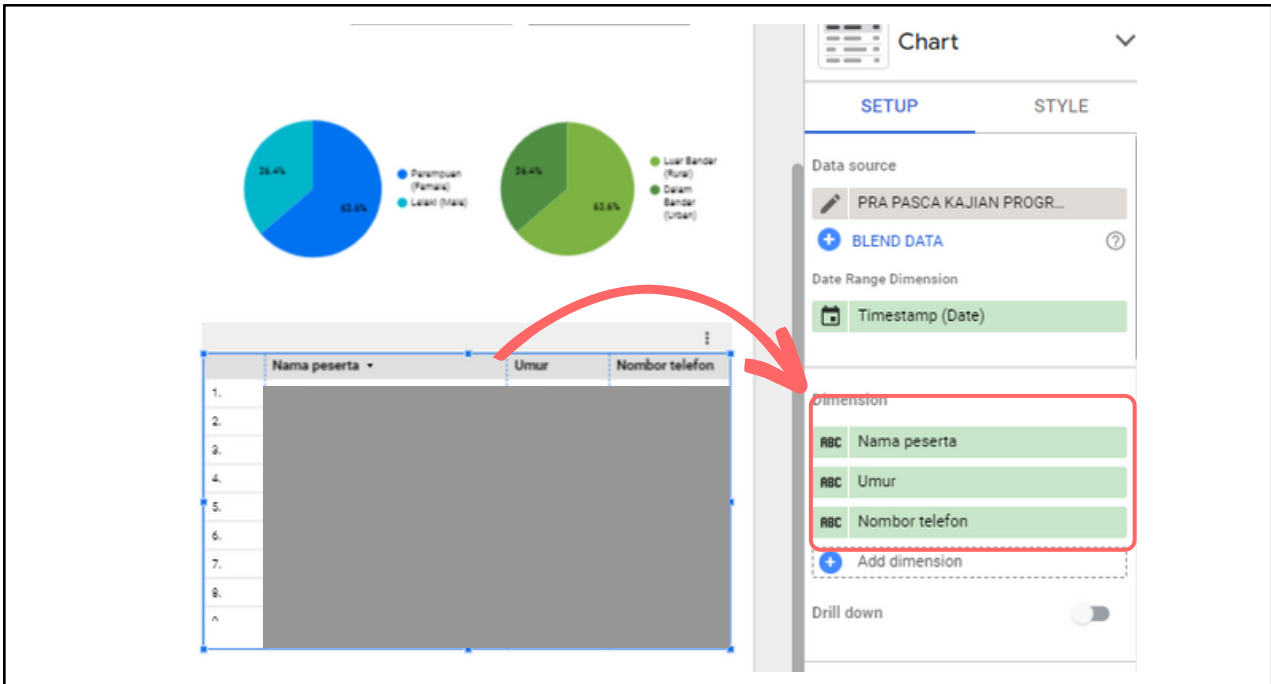 Chart
SETUP STYLE
Data source
PRA PASCA KAJIAN PROGR...
BLEND DATA
Date Range Dimension
Timestamp (Date)
Dimension
ABC Nama peserta
ABC Umur
ABC Nombor telefon
Add dimension
Drill down
36.4%
63.6%
Perempuan
(Female)
Lelaki (Male)
36.4%
63.6%
Luar Bandar
(Rural)
Dalam
Bandar
(Urban)
Nama peserta Umur Nombor telefon
1.
2.
3.
4.
5.
6.
7.
8.